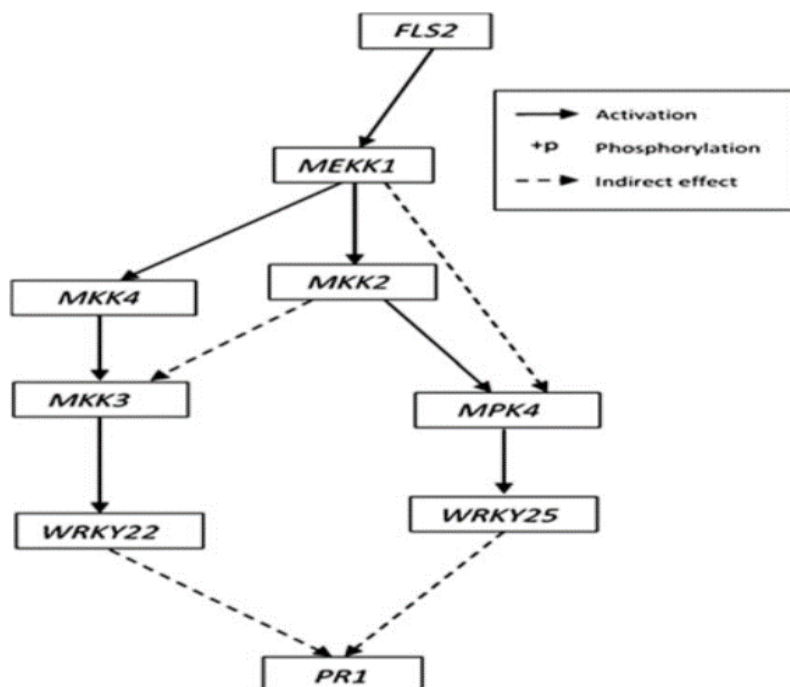 FLS2
Activation
+p Phosphorylation
Indirect effect
MEKK1
MKK4
MKK2
MKK3
MPK4
WRKY22
WRKY25
PR1